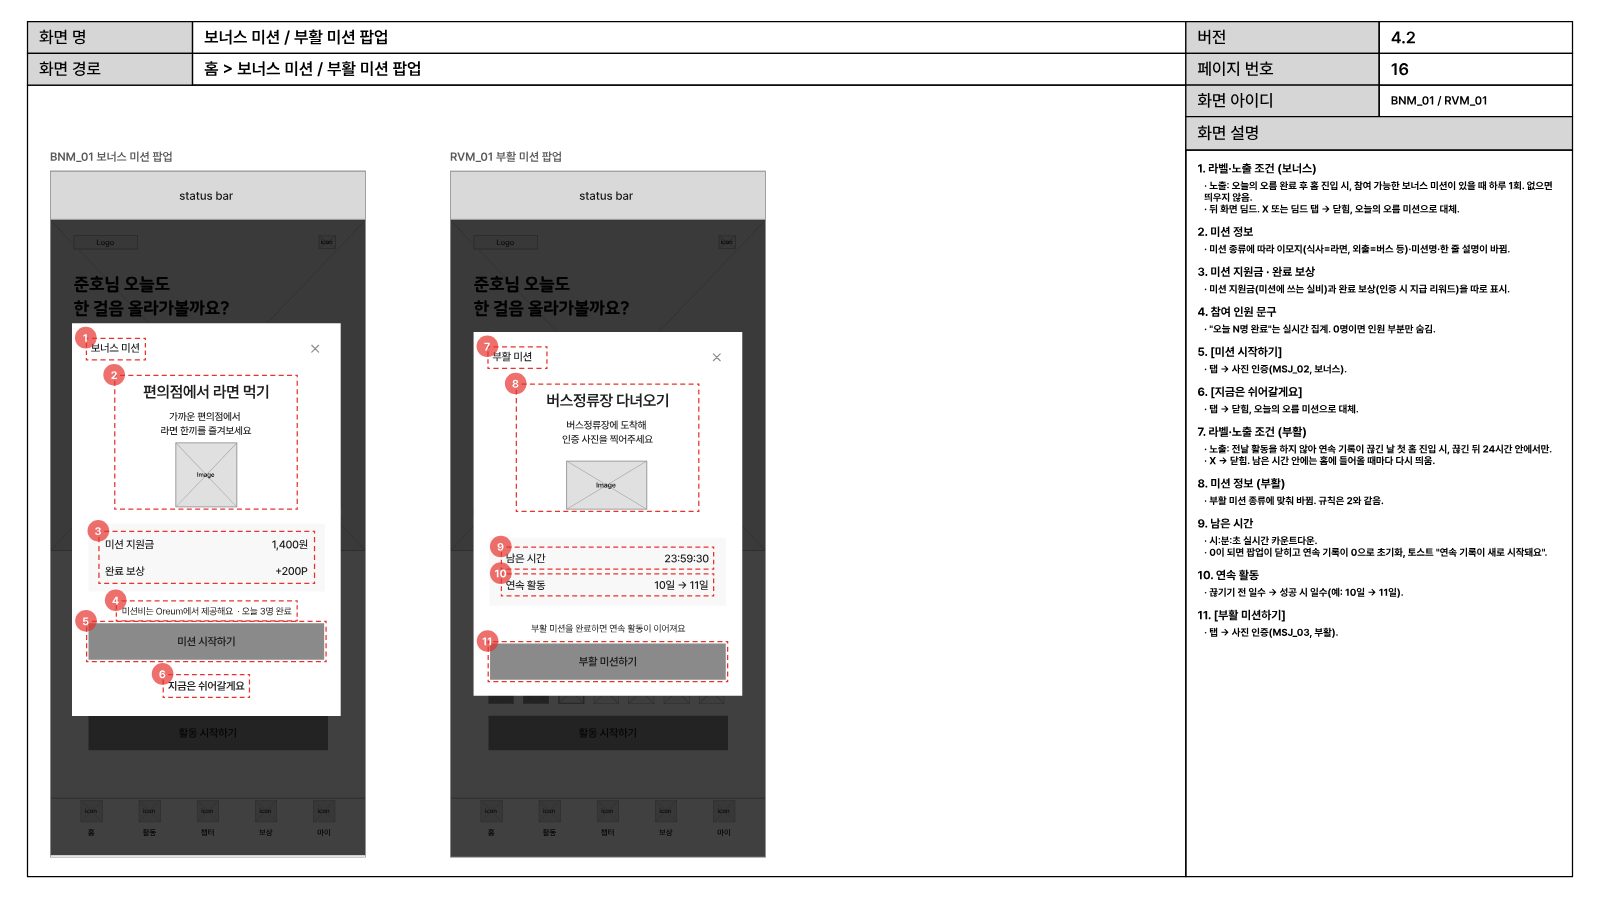 화면 명
보너스 미션 / 부활 미션 팝업
버전
4.2
화면 경로
홈 > 보너스 미션 / 부활 미션 팝업
페이지 번호
16
화면 아이디
BNM_01 / RVM_01
화면 설명
BNM_01 보너스 미션 팝업
status bar
Logo
icon
준호님 오늘도
한 걸음 올라가볼까요?
1
보너스 미션
2
편의점에서 라면 먹기
가까운 편의점에서
라면 한끼를 즐겨보세요
Image
3
미션 지원금
1,400원
완료 보상
+200P
4
미션비는 Oreum에서 제공해요 · 오늘 3명 완료
5
미션 시작하기
6
지금은 쉬어갈게요
활동 시작하기
icon
icon
icon
icon
icon
홈
활동
챕터
보상
마이
RVM_01 부활 미션 팝업
status bar
Logo
icon
준호님 오늘도
한 걸음 올라가볼까요?
7
부활 미션
8
버스정류장 다녀오기
버스정류장에 도착해
인증 사진을 찍어주세요
Image
9
남은 시간
23:59:30
10
연속 활동
10일 → 11일
부활 미션을 완료하면 연속 활동이 이어져요
11
부활 미션하기
활동 시작하기
icon
icon
icon
icon
icon
홈
활동
챕터
보상
마이
1. 라벨·노출 조건 (보너스)
· 노출: 오늘의 오름 완료 후 홈 진입 시, 참여 가능한 보너스 미션이 있을 때 하루 1회. 없으면
띄우지 않음.
· 뒤 화면 딤드. X 또는 딤드 탭 → 닫힘, 오늘의 오름 미션으로 대체.
2. 미션 정보
· 미션 종류에 따라 이모지(식사=라면, 외출=버스 등)·미션명·한 줄 설명이 바뀜.
3. 미션 지원금 · 완료 보상
· 미션 지원금(미션에 쓰는 실비)과 완료 보상(인증 시 지급 리워드)을 따로 표시.
4. 참여 인원 문구
· "오늘 N명 완료"는 실시간 집계. 0명이면 인원 부분만 숨김.
5. [미션 시작하기]
· 탭 → 사진 인증(MSJ_02, 보너스).
6. [지금은 쉬어갈게요]
· 탭 → 닫힘, 오늘의 오름 미션으로 대체.
7. 라벨·노출 조건 (부활)
· 노출: 전날 활동을 하지 않아 연속 기록이 끊긴 날 첫 홈 진입 시, 끊긴 뒤 24시간 안에서만.
· X → 닫힘. 남은 시간 안에는 홈에 들어올 때마다 다시 띄움.
8. 미션 정보 (부활)
· 부활 미션 종류에 맞춰 바뀜. 규칙은 2와 같음.
9. 남은 시간
· 시:분:초 실시간 카운트다운.
· 0이 되면 팝업이 닫히고 연속 기록이 0으로 초기화, 토스트 "연속 기록이 새로 시작돼요".
10. 연속 활동
· 끊기기 전 일수 → 성공 시 일수(예: 10일 → 11일).
11. [부활 미션하기]
· 탭 → 사진 인증(MSJ_03, 부활).